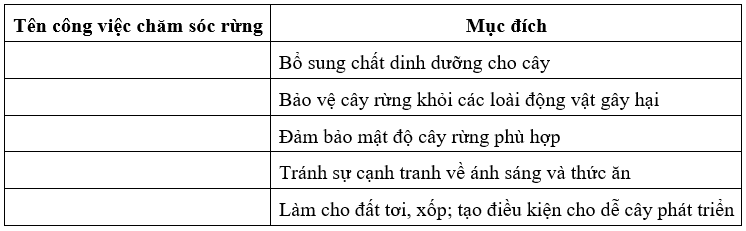 Tên công việc chăm sóc rừng Mục đích
Bổ sung chất dinh dưỡng cho cây
Bảo vệ cây rừng khỏi các loài động vật gây hại
Đảm bảo mật độ cây rừng phù hợp
Tránh sự cạnh tranh về ánh sáng và thức ăn
Làm cho đất tơi, xốp; tạo điều kiện cho dễ cây phát triển